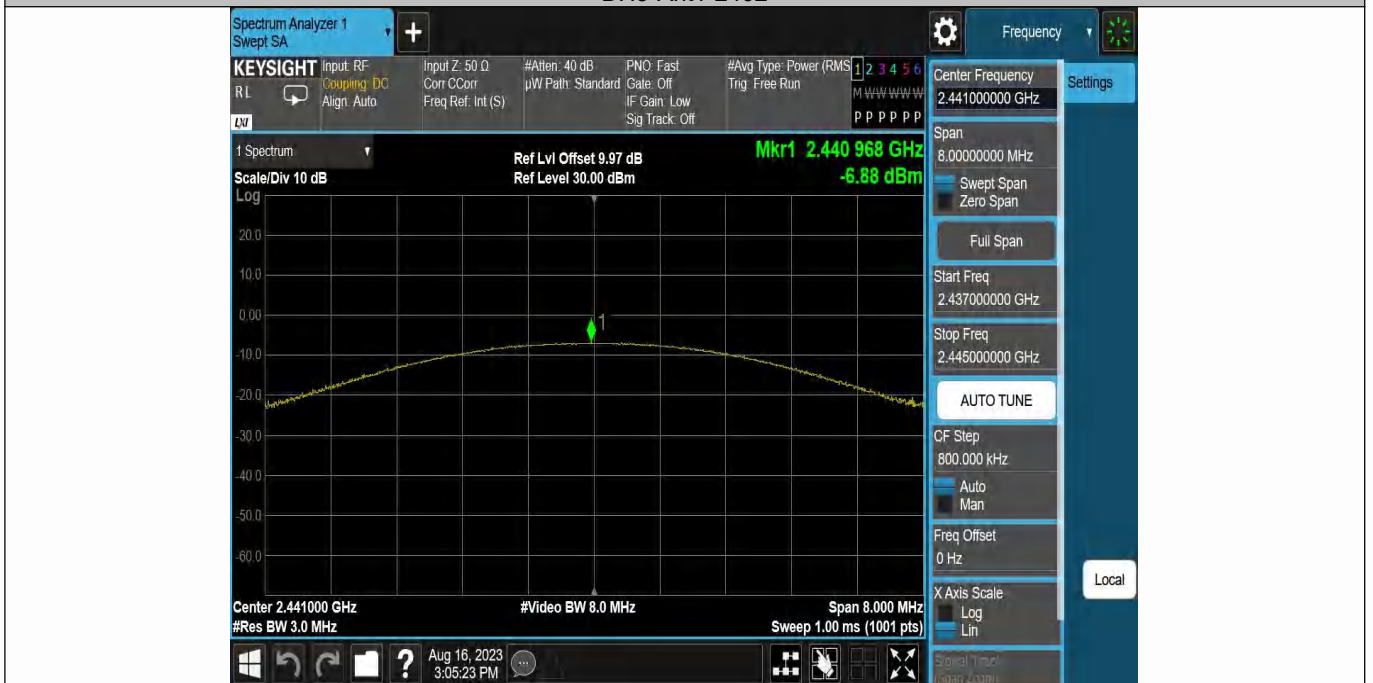 Spectrum Analyzer 1
Swept SA
Frequency
KEYSIGHT
RL
LXI
Input: RF
Coupling: DC
Align: Auto
Input Z: 50 Ω
Corr CCorr
Freq Ref: Int (S)
#Atten: 40 dB
µW Path: Standard
PNO: Fast
Gate: Off
IF Gain: Low
Sig Track: Off
#Avg Type: Power (RMS
Trig: Free Run
1 2 3 4 5 6
M W W W W W
P P P P P P
1 Spectrum
Scale/Div 10 dB
Log
Ref Lvl Offset 9.97 dB
Ref Level 30.00 dBm
Mkr1 2.440 968 GHz
-6.88 dBm
20.0
10.0
0.00
-10.0
-20.0
-30.0
-40.0
-50.0
-60.0
1
Center 2.441000 GHz
#Res BW 3.0 MHz
#Video BW 8.0 MHz
Span 8.000 MHz
Sweep 1.00 ms (1001 pts)
Aug 16, 2023
3:05:23 PM
Center Frequency
2.441000000 GHz
Settings
Span
8.00000000 MHz
Swept Span
Zero Span
Full Span
Start Freq
2.437000000 GHz
Stop Freq
2.445000000 GHz
AUTO TUNE
CF Step
800.000 kHz
Auto
Man
Freq Offset
0 Hz
X Axis Scale
Log
Lin
Local
Signal Track
(Span Zoom)